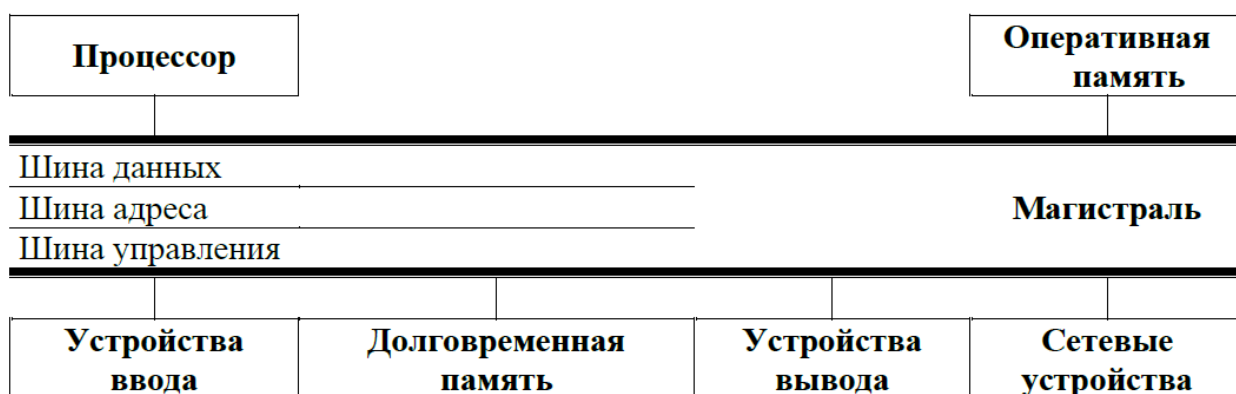 Процессор
Оперативная
память
Шина данных
Шина адреса
Магистраль
Шина управления
Устройства
ввода
Долговременная
память
Устройства
вывода
Сетевые
устройства